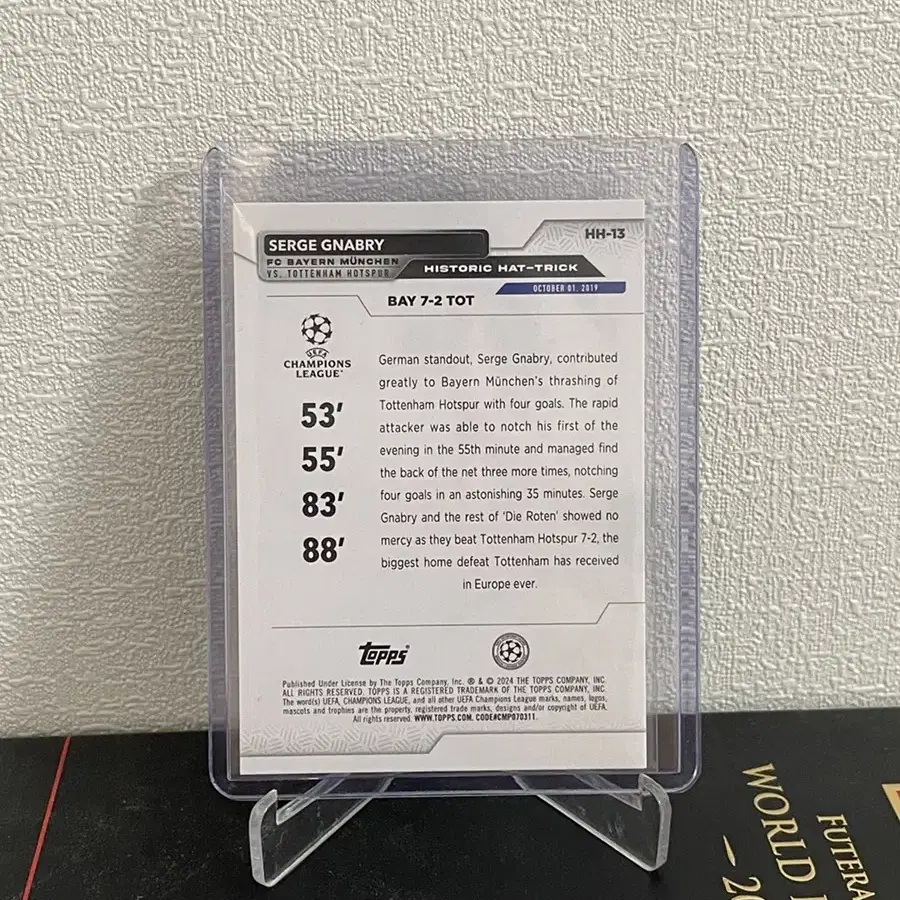 SERGE GNABRY
HH-13
FC BAYERN MÜNCHEN
VS. TOTTENHAM HOTSPUR
HISTORIC HAT-TRICK
OCTOBER 01, 2019
BAY 7-2 TOT
UEFA
CHAMPIONS
LEAGUE
53'
55'
83'
88'
German standout, Serge Gnabry, contributed
greatly to Bayern München's thrashing of
Tottenham Hotspur with four goals. The rapid
attacker was able to notch his first of the
evening in the 55th minute and managed find
the back of the net three more times, notching
four goals in an astonishing 35 minutes. Serge
Gnabry and the rest of 'Die Roten' showed no
mercy as they beat Tottenham Hotspur 7-2, the
biggest home defeat Tottenham has received
in Europe ever.
Topps
Published Under License by The Topps Company, Inc. ® & © 2024 THE TOPPS COMPANY, INC.
ALL RIGHTS RESERVED. TOPPS IS A REGISTERED TRADEMARK OF THE TOPPS COMPANY, INC.
The word(s) UEFA, CHAMPIONS LEAGUE, and all other UEFA Champions League marks, names, logos,
mascots and trophies are the property, registered trade marks, designs and/or copyright of UEFA.
All rights reserved. WWW.TOPPS.COM. CODE#CMP070311.
FUTERA
WORLD